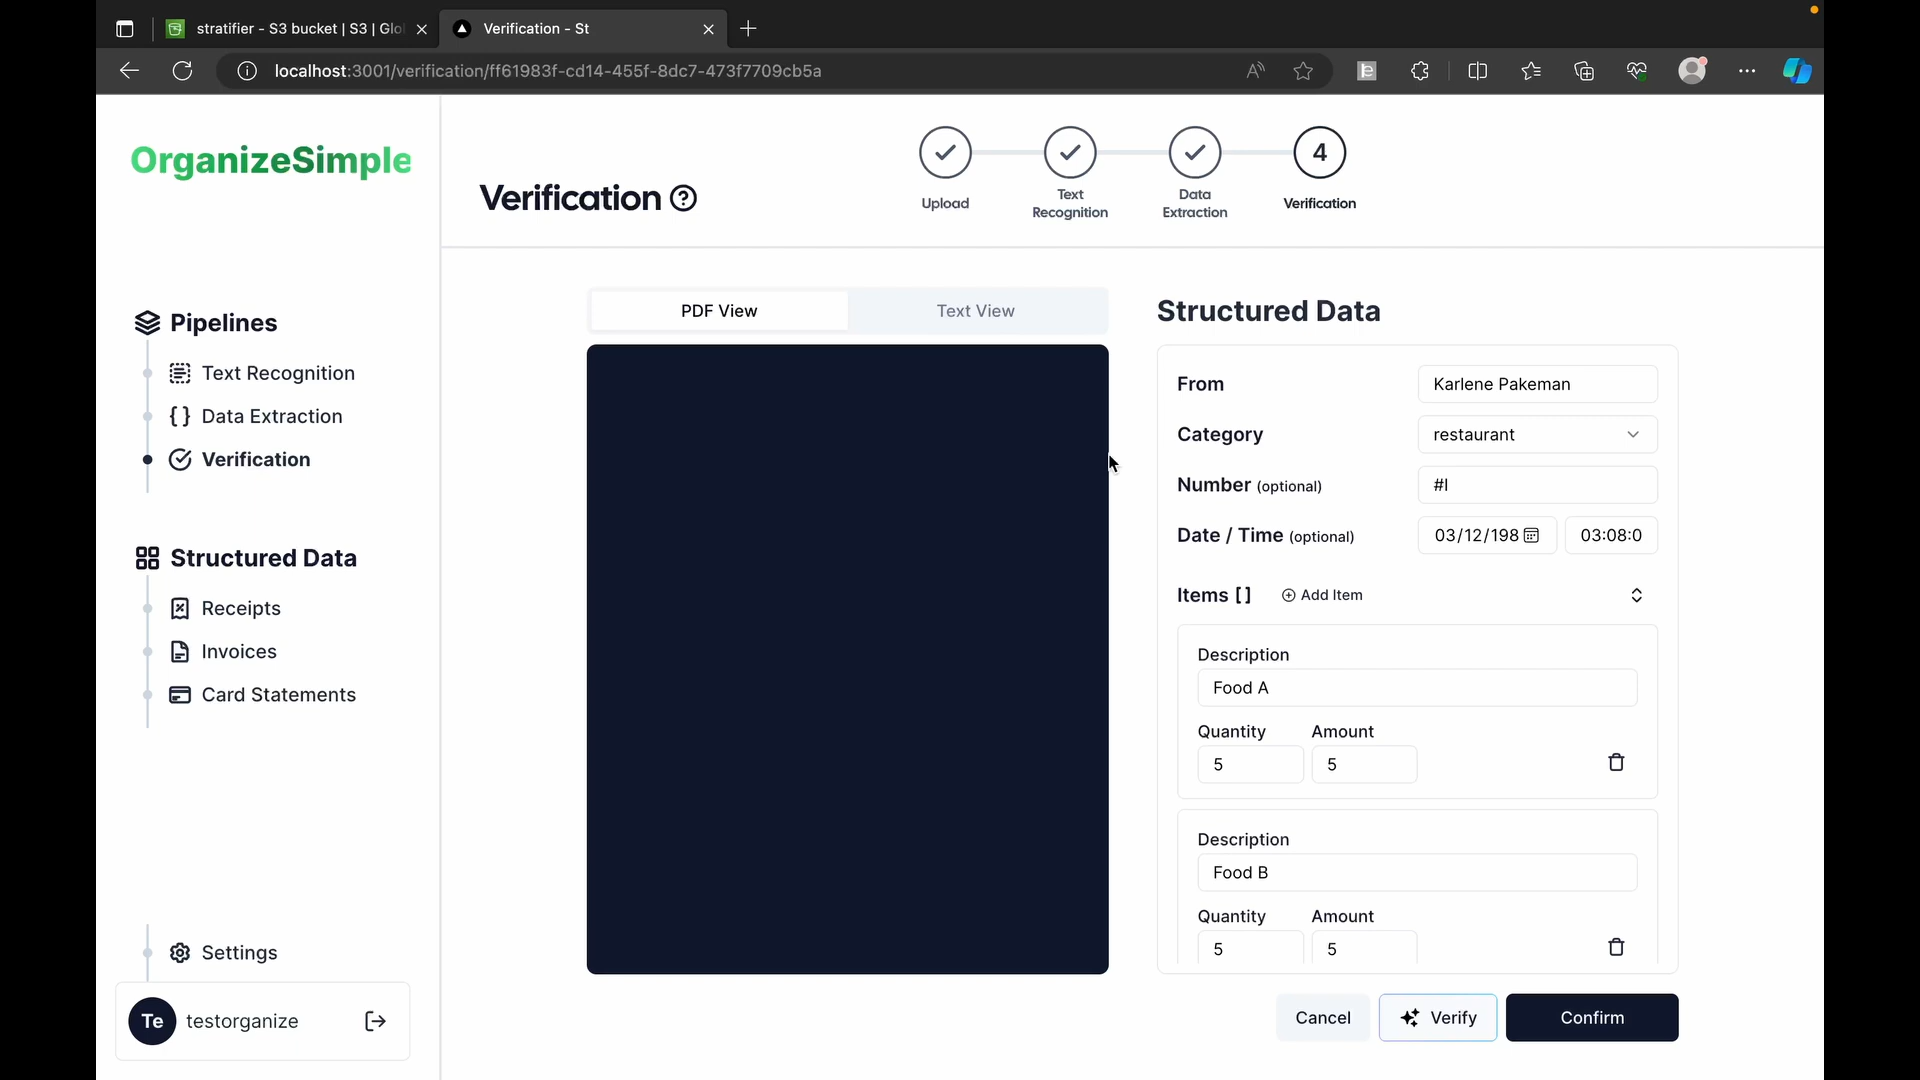 stratifier - S3 bucket | S3 | Glo
Verification - St
localhost:3001/verification/ff61983f-cd14-455f-8dc7-473f7709cb5a
OrganizeSimple
Verification
4
Upload
Text
Recognition
Data
Extraction
Verification
Pipelines
Text Recognition
Data Extraction
Verification
Structured Data
Receipts
Invoices
Card Statements
Settings
Te
testorganize
PDF View
Text View
Structured Data
From
Karlene Pakeman
Category
restaurant
Number (optional)
#I
Date / Time (optional)
03/12/198
03:08:0
Items [ ]
Add Item
Description
Food A
Quantity
Amount
5
5
Description
Food B
Quantity
Amount
5
5
Cancel
Verify
Confirm